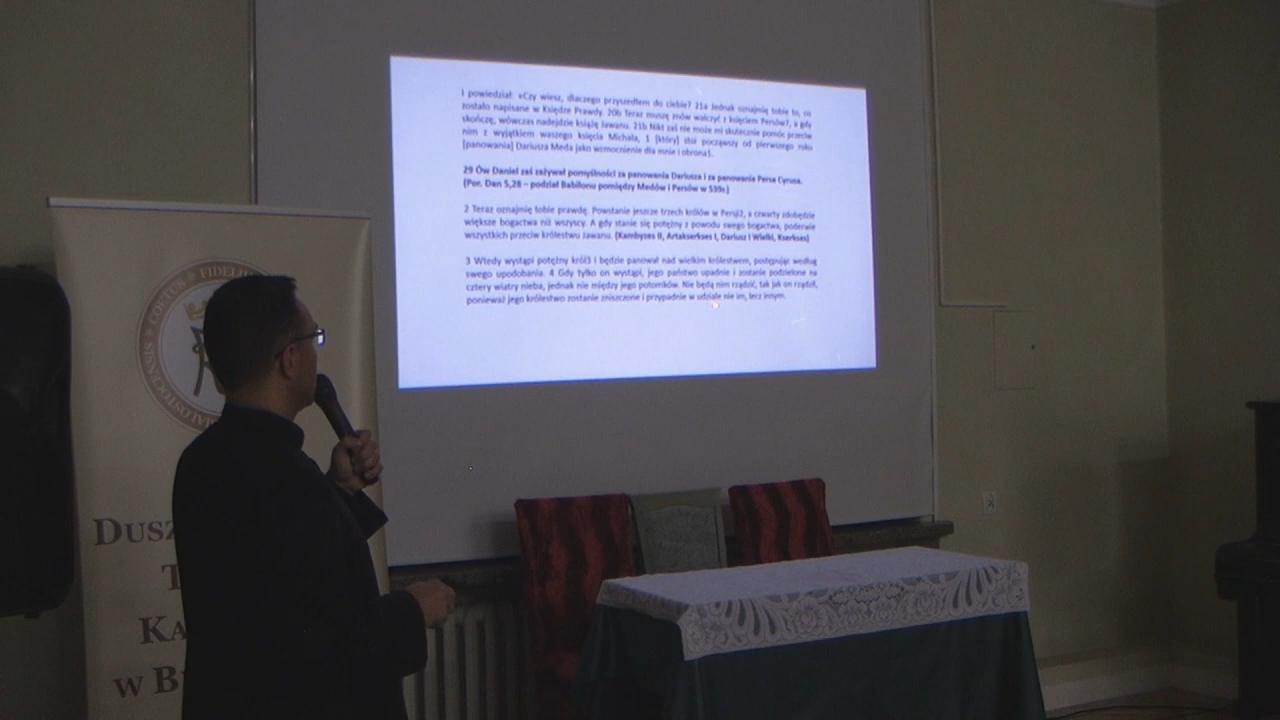 I powiedział: «Czy wiesz, dlaczego przyszedłem do ciebie? 21a Jednak oznajmię tobie to, co
zostało napisane w Księdze Prawdy. 20b Teraz muszę znów walczyć z księciem Persów7, a gdy
skończę, wówczas nadejdzie książę Jawanu. 21b Nikt zaś nie może mi skutecznie pomóc przeciw
nim z wyjątkiem waszego księcia Michała, 1 [który] stoi począwszy od pierwszego roku
[panowania] Dariusza Meda jako wzmocnienie dla mnie i obrona1.
29 Ów Daniel zaś zażywał pomyślności za panowania Dariusza i za panowania Persa Cyrusa.
(Por. Dan 5,28 – podział Babilonu pomiędzy Medów i Persów w 539r.)
2 Teraz oznajmię tobie prawdę. Powstanie jeszcze trzech królów w Persji2, a czwarty zdobędzie
większe bogactwa niż wszyscy. A gdy stanie się potężny z powodu swego bogactwa, poderwie
wszystkich przeciw królestwu Jawanu. (Kambyzes II, Artakserkses I, Dariusz I Wielki, Kserkses)
3 Wtedy wystąpi potężny król3 i będzie panował nad wielkim królestwem, postępując według
swego upodobania. 4 Gdy tylko on wystąpi, jego państwo upadnie i zostanie podzielone na
cztery wiatry nieba, jednak nie między jego potomków. Nie będą nim rządzić, tak jak on rządził,
ponieważ jego królestwo zostanie zniszczone i przypadnie w udziale nie im, lecz innym.
COETUS FIDELIU
DUSZ
T
KA
W B